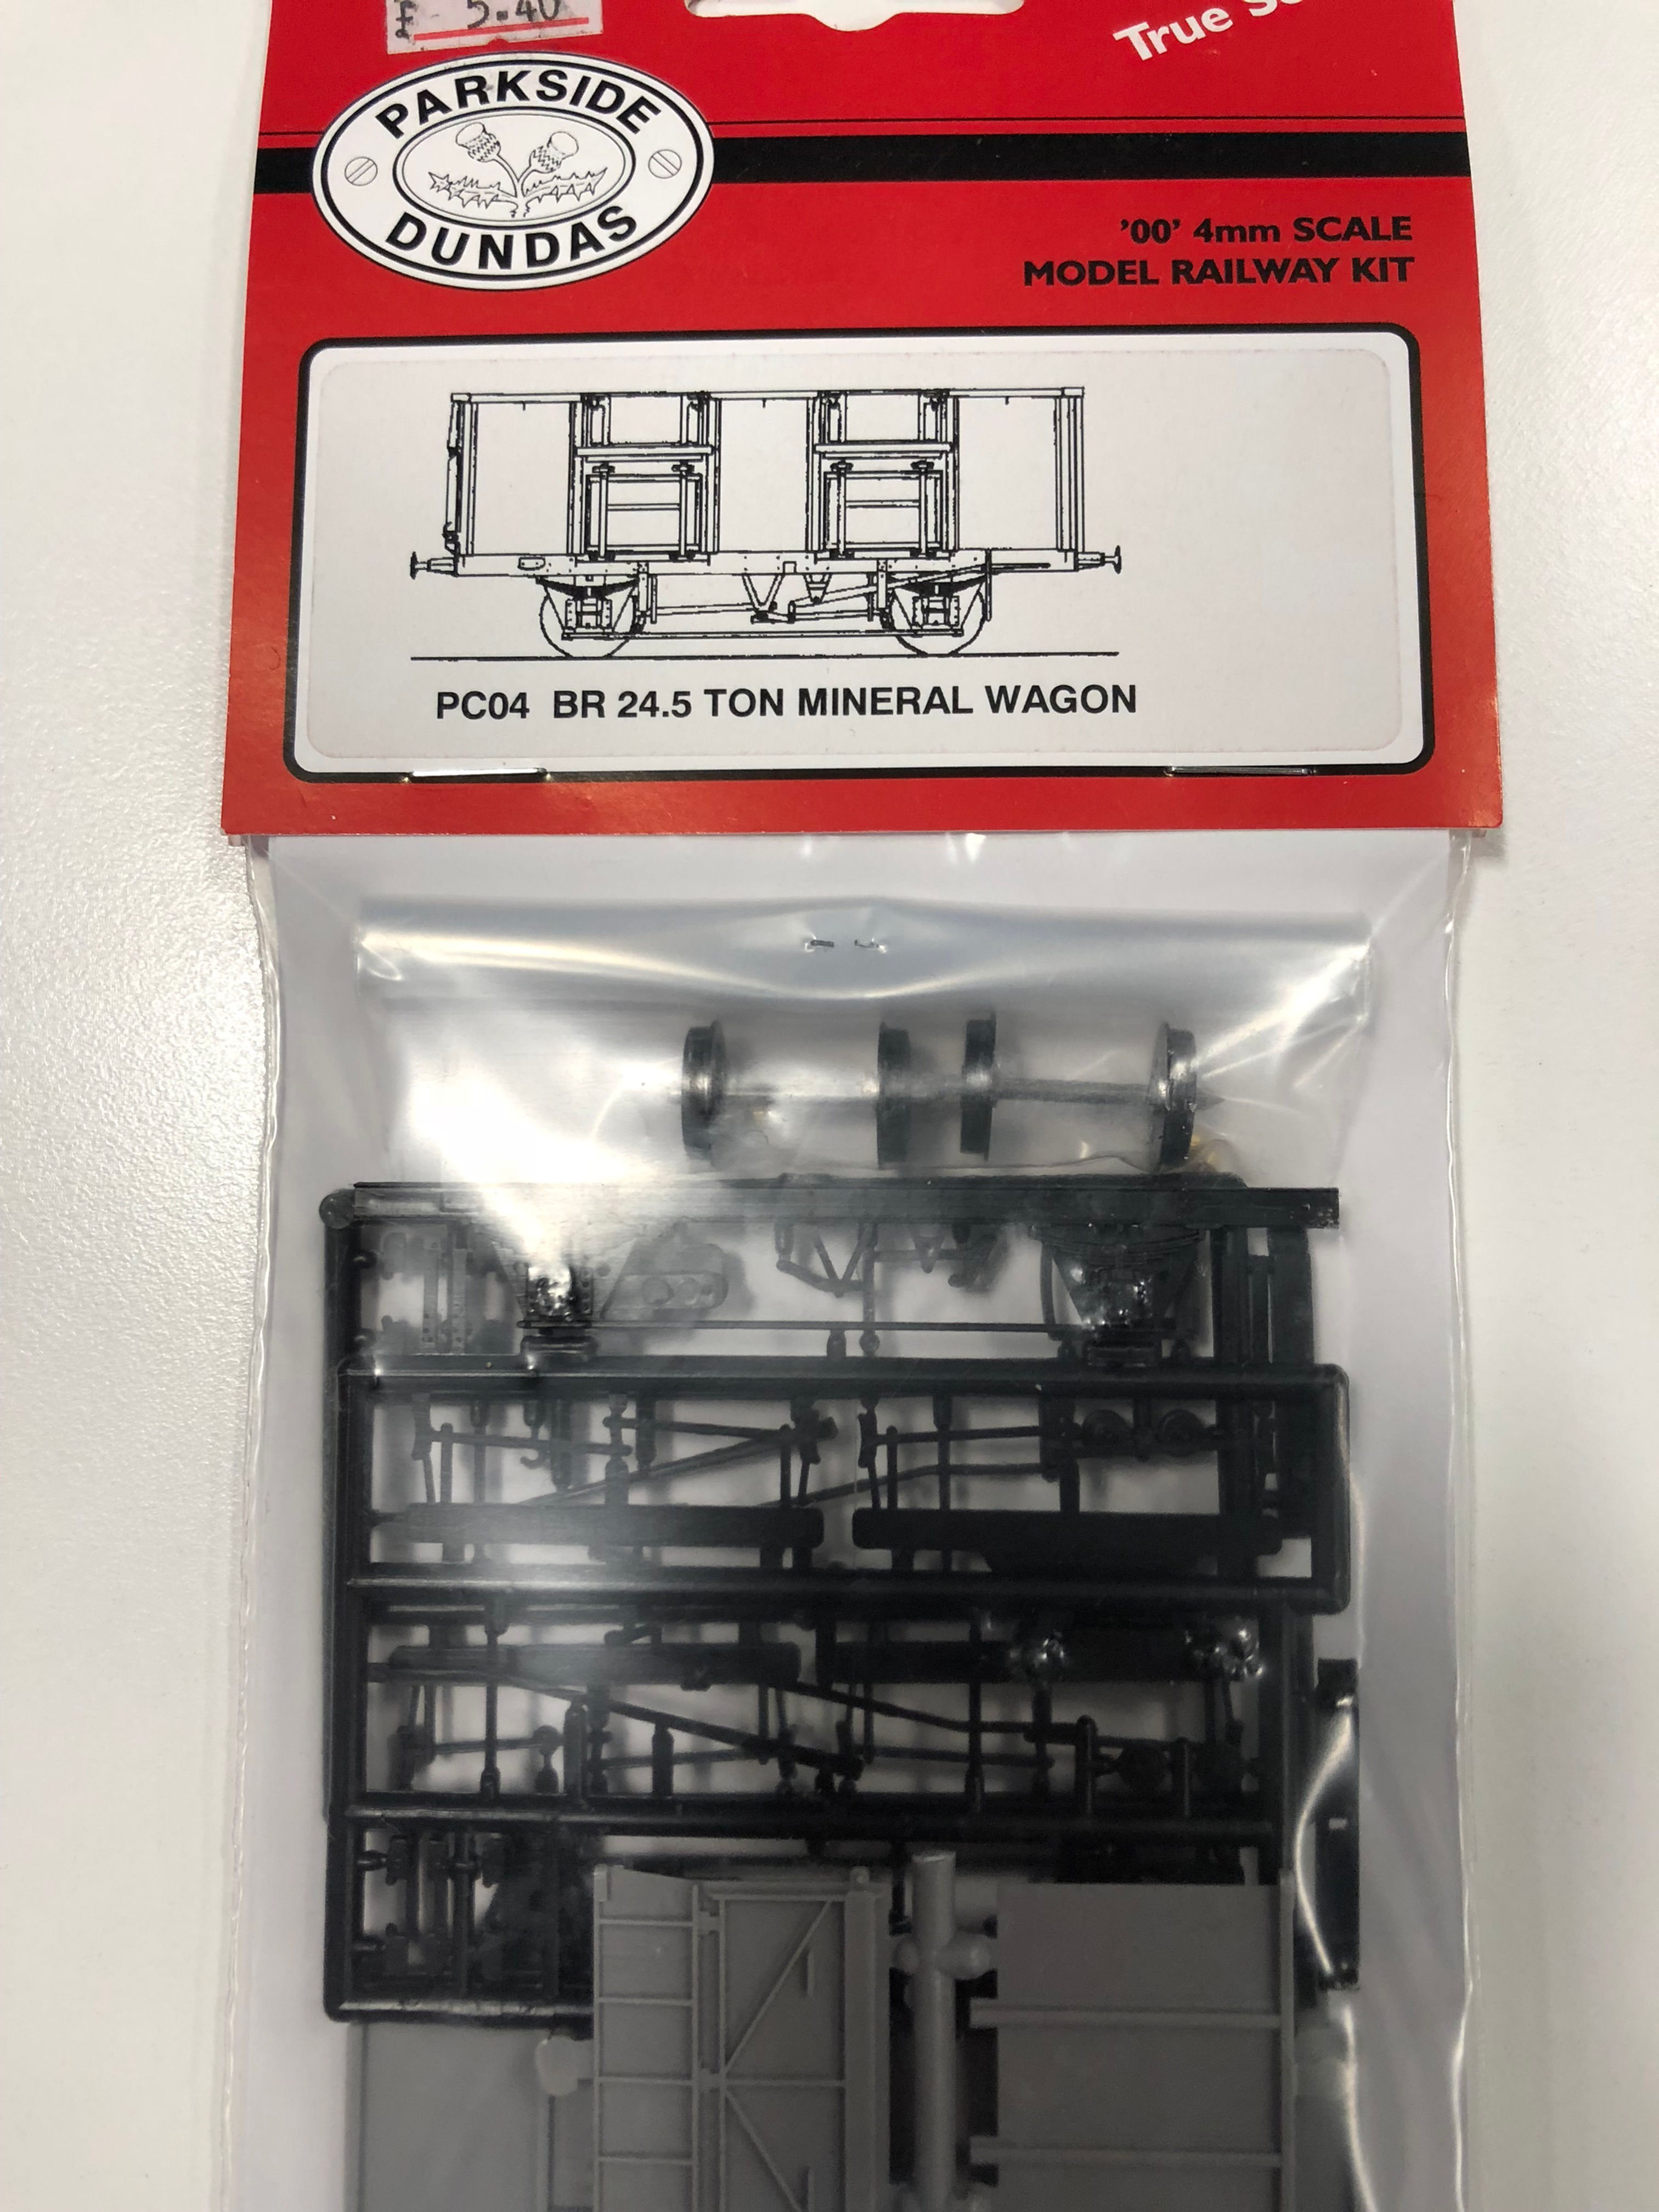 £ 5.40
True
PARKSIDE
DUNDAS
'00' 4mm SCALE
MODEL RAILWAY KIT
PC04 BR 24.5 TON MINERAL WAGON